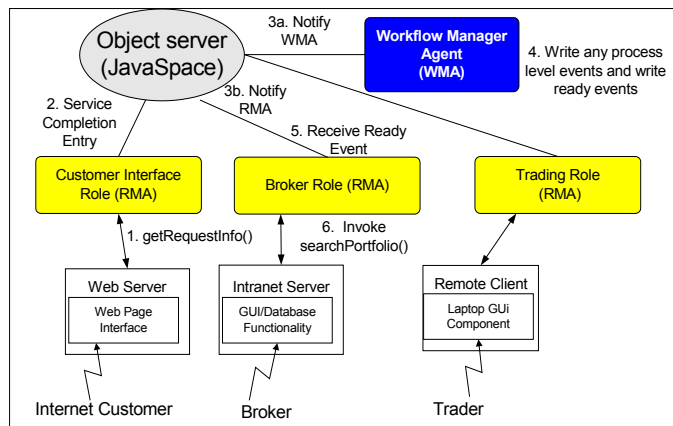 3a. Notify
WMA
Object server
(JavaSpace)
Workflow Manager
Agent
(WMA)
4. Write any process
level events and write
ready events
2. Service
Completion
Entry
3b. Notify
RMA
5. Receive Ready
Event
Customer Interface
Role (RMA)
Broker Role (RMA)
Trading Role
(RMA)
1. getRequestInfo()
6. Invoke
searchPortfolio()
Web Server
Web Page
Interface
Intranet Server
GUI/Database
Functionality
Remote Client
Laptop GUi
Component
Internet Customer
Broker
Trader